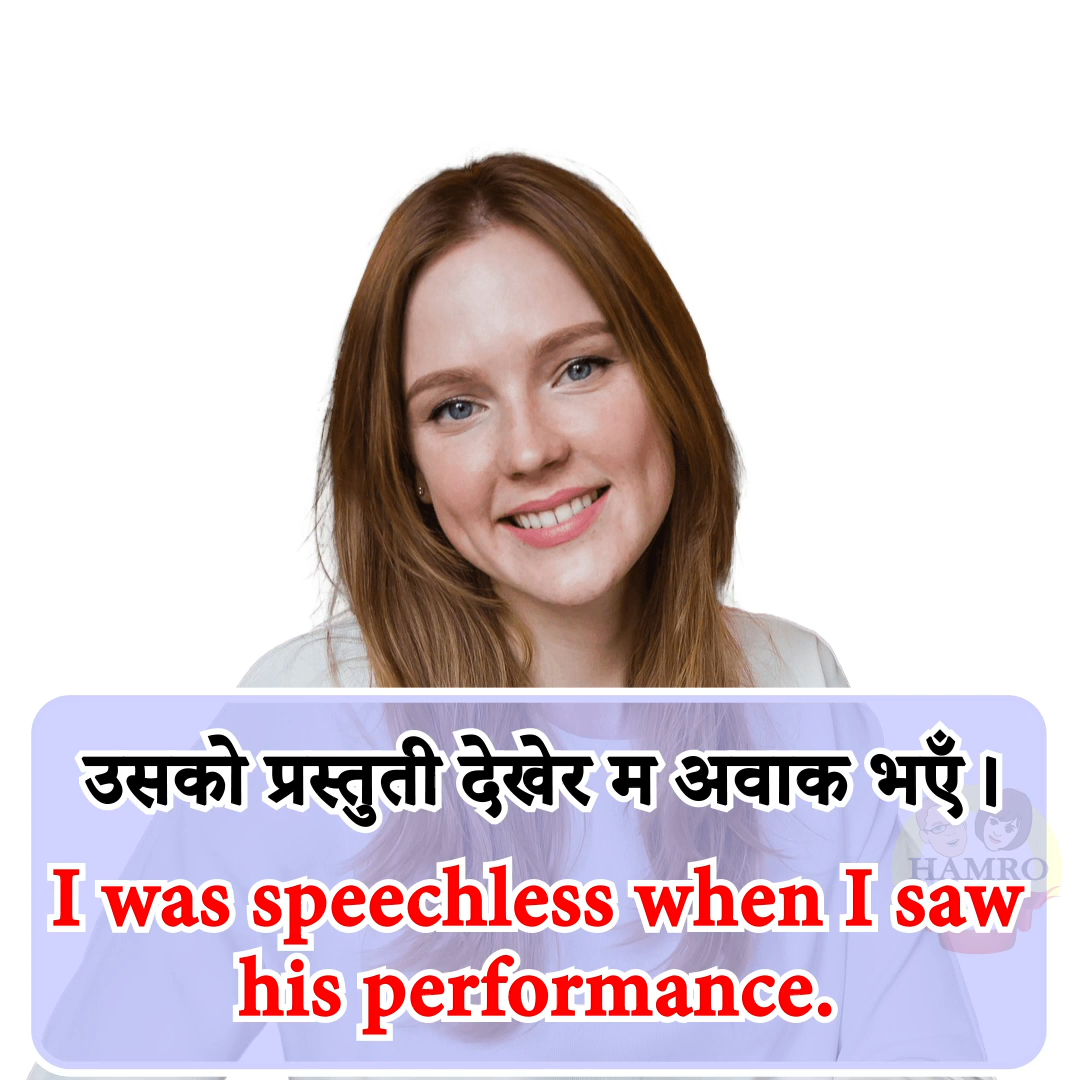 उसको प्रस्तुती देखेर म अवाक भएँ ।
I was speechless when I saw
his performance.
HAMRO